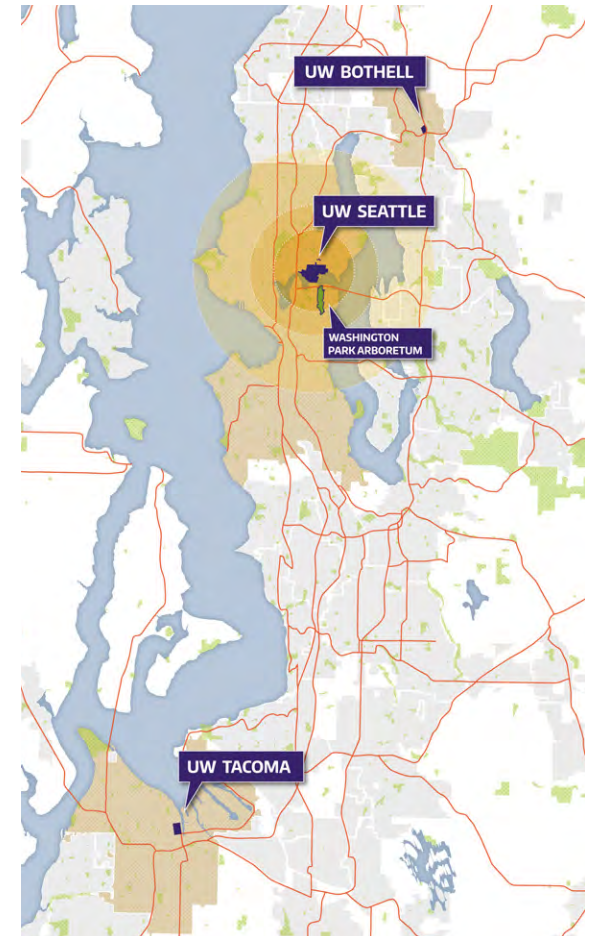 UW BOTHELL
UW SEATTLE
WASHINGTON
PARK ARBORETUM
UW TACOMA